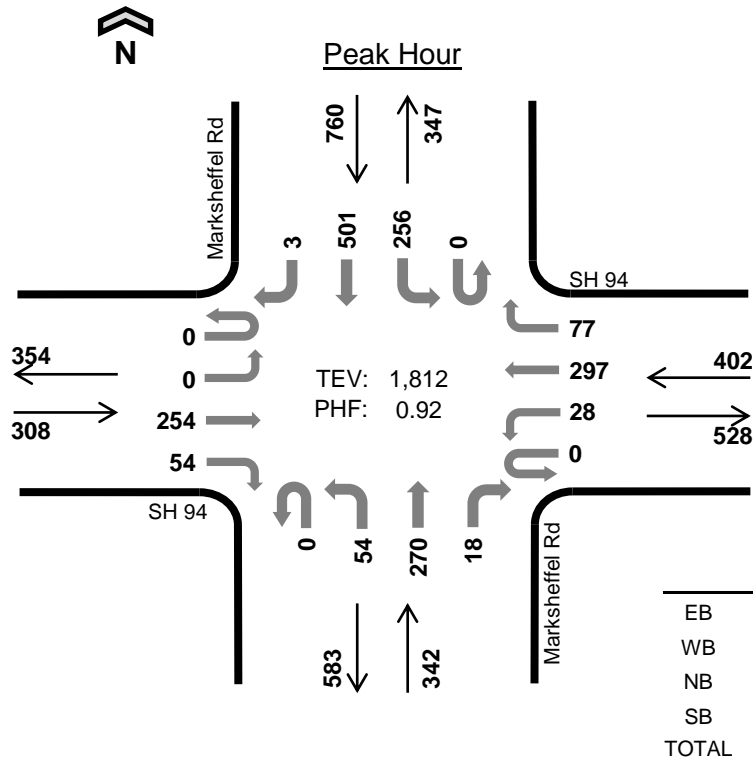 N
Peak Hour
760
347
Marksheffel Rd
3
501
256
0
SH 94
0
77
354
0
TEV: 1,812
297
402
308
254
PHF: 0.92
28
528
54
0
SH 94
0
54
270
18
Marksheffel Rd
583
342
EB
WB
NB
SB
TOTAL